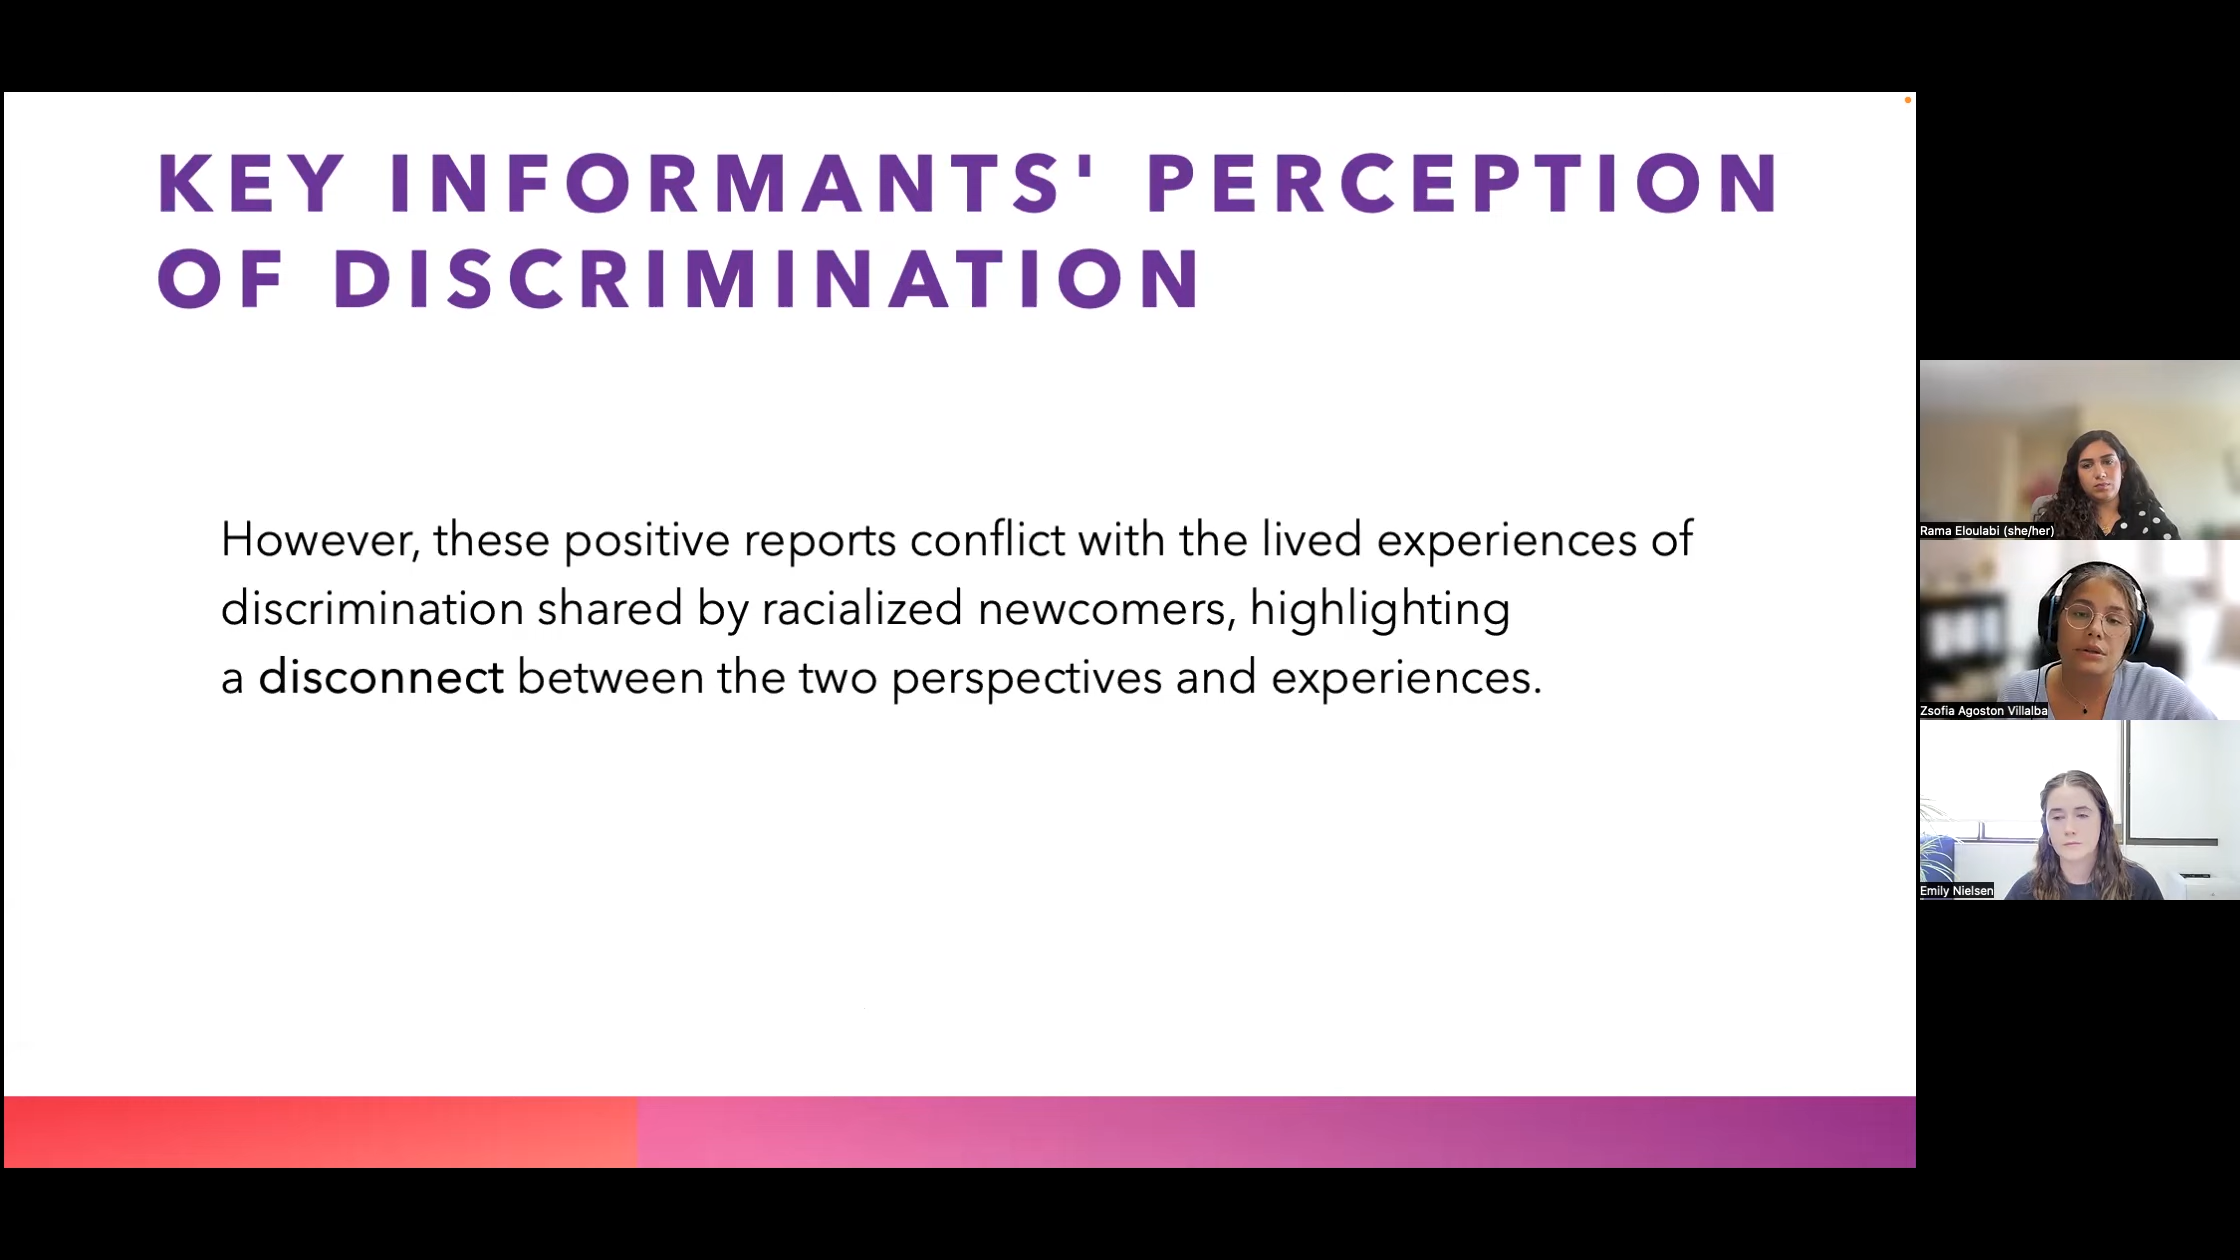 KEY INFORMANTS' PERCEPTION
OF DISCRIMINATION
However, these positive reports conflict with the lived experiences of
discrimination shared by racialized newcomers, highlighting
a disconnect between the two perspectives and experiences.
Rama Eloulabi (she/her)
Zsofia Agoston Villalba
Emily Nielsen